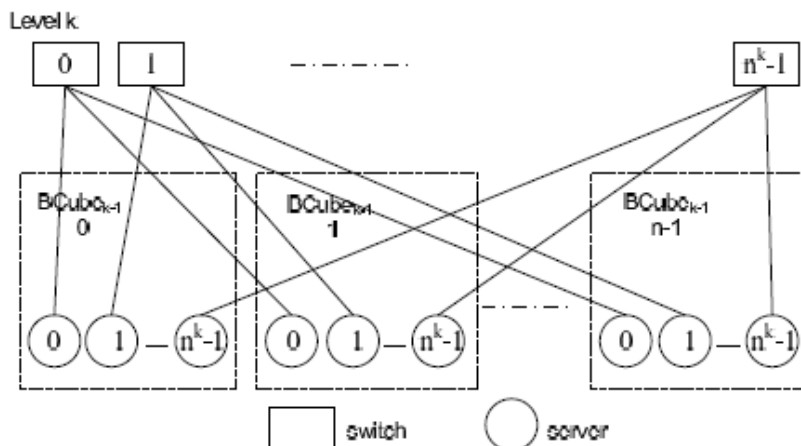 Level k
0 1 n^k-1
BCube_k-1 BCube_k-1 BCube_k-1
0 1 n-1
0 1 n^k-1 0 1 n^k-1 0 1 n^k-1
switch server